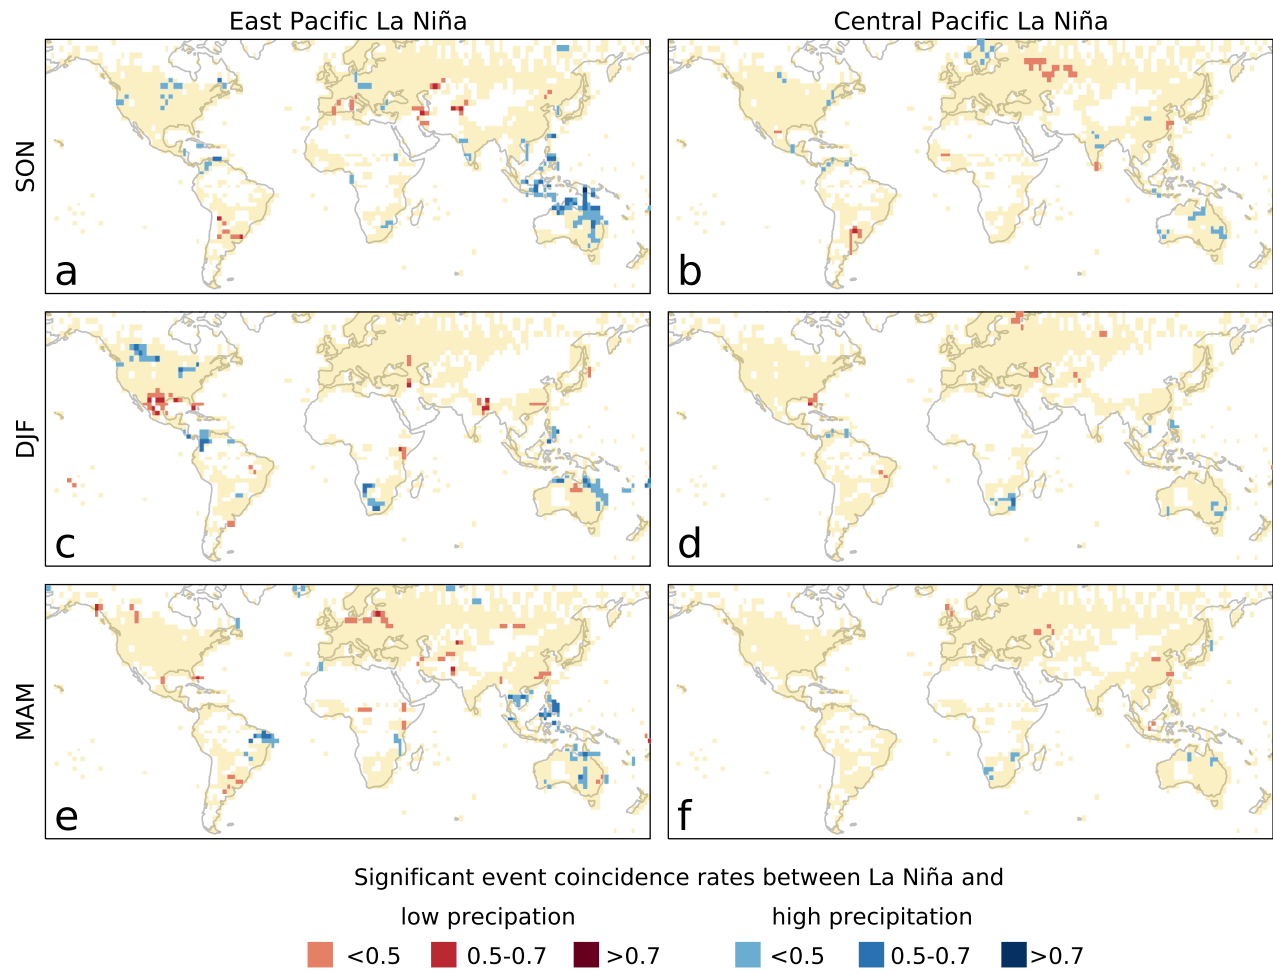 East Pacific La Niña
Central Pacific La Niña
SON
a
b
DJF
c
d
MAM
e
f
Significant event coincidence rates between La Niña and
low precipation
high precipitation
<0.5
0.5-0.7
>0.7
<0.5
0.5-0.7
>0.7